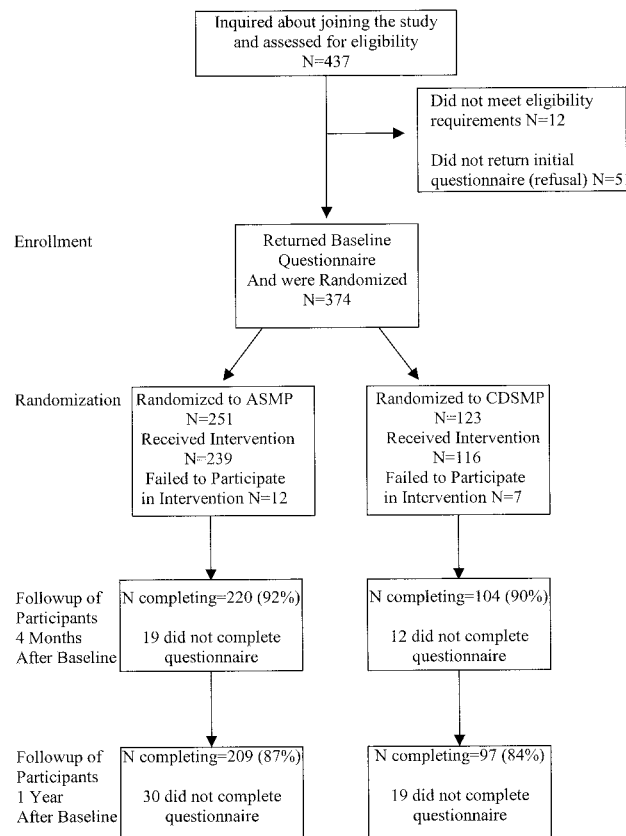 Inquired about joining the study
and assessed for eligibility
N=437
Did not meet eligibility
requirements N=12
Did not return initial
questionnaire (refusal) N=51
Enrollment
Returned Baseline
Questionnaire
And were Randomized
N=374
Randomization
Randomized to ASMP
N=251
Received Intervention
N=239
Failed to Participate
in Intervention N=12
Randomized to CDSMP
N=123
Received Intervention
N=116
Failed to Participate
in Intervention N=7
Followup of
Participants
4 Months
After Baseline
N completing=220 (92%)
19 did not complete
questionnaire
N completing=104 (90%)
12 did not complete
questionnaire
Followup of
Participants
1 Year
After Baseline
N completing=209 (87%)
30 did not complete
questionnaire
N completing=97 (84%)
19 did not complete
questionnaire